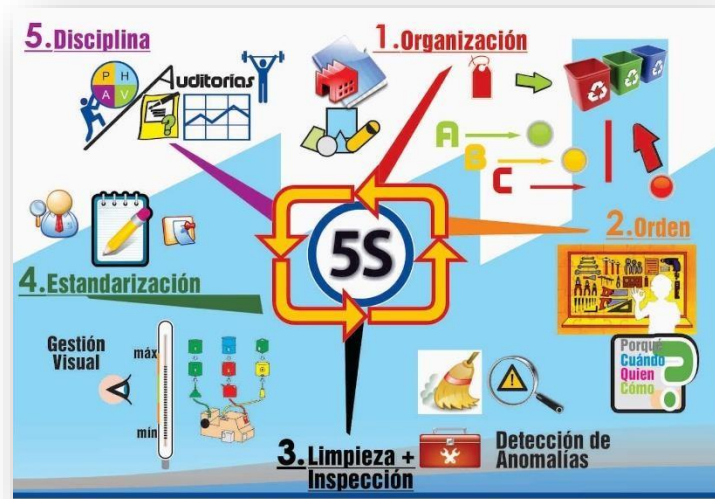 5.Disciplina
P H
A V
Auditorías
1.Organización
A
B
C
5S
2.Orden
Porqué
Cuándo
Quien
Cómo
?
4.Estandarización
Gestión
Visual
máx
mín
3.Limpieza +
Inspección
Detección de
Anomalías